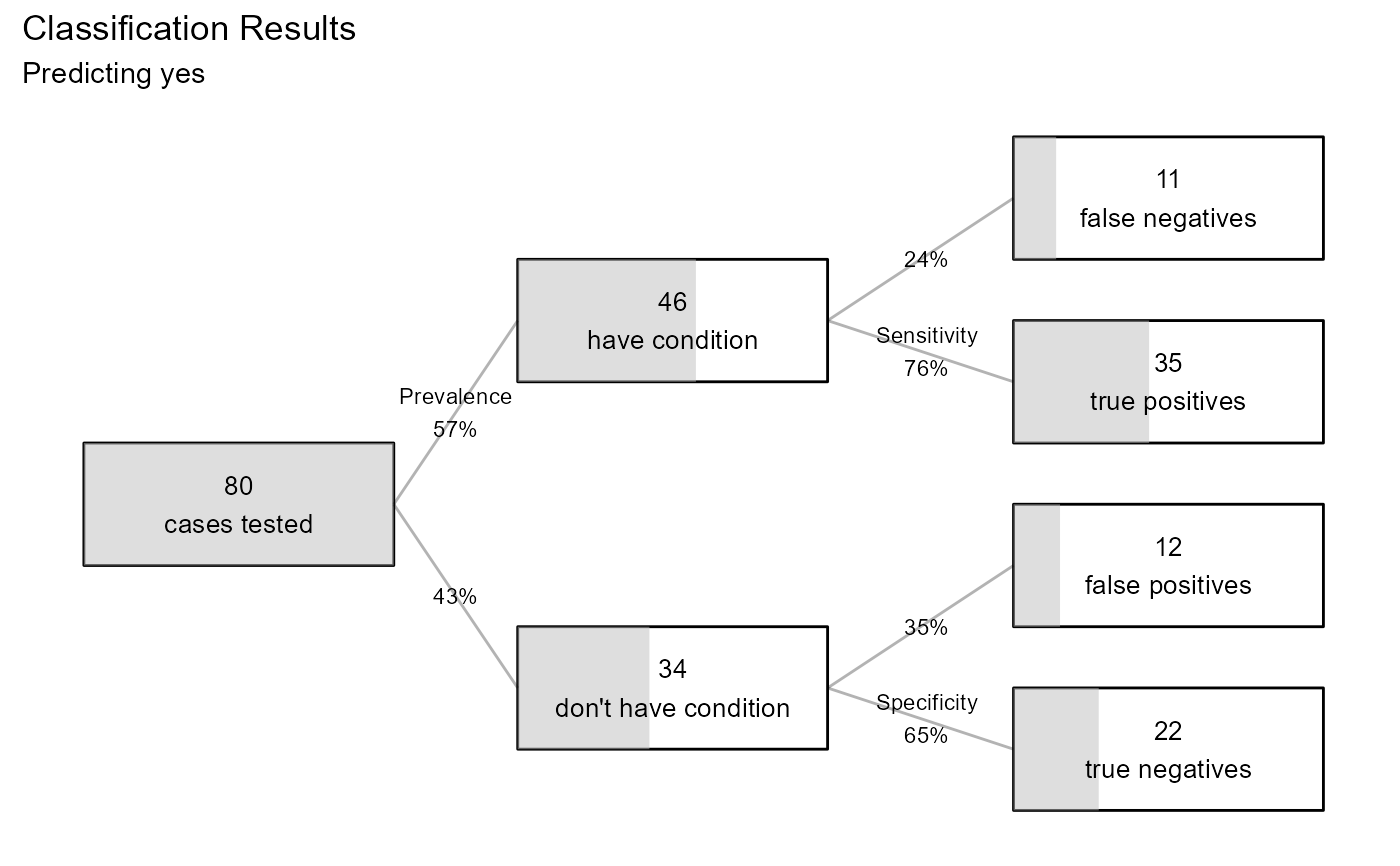 Classification Results
Predicting yes
80
cases tested
Prevalence
57%
43%
46
have condition
34
don't have condition
24%
Sensitivity
76%
35%
Specificity
65%
11
false negatives
35
true positives
12
false positives
22
true negatives